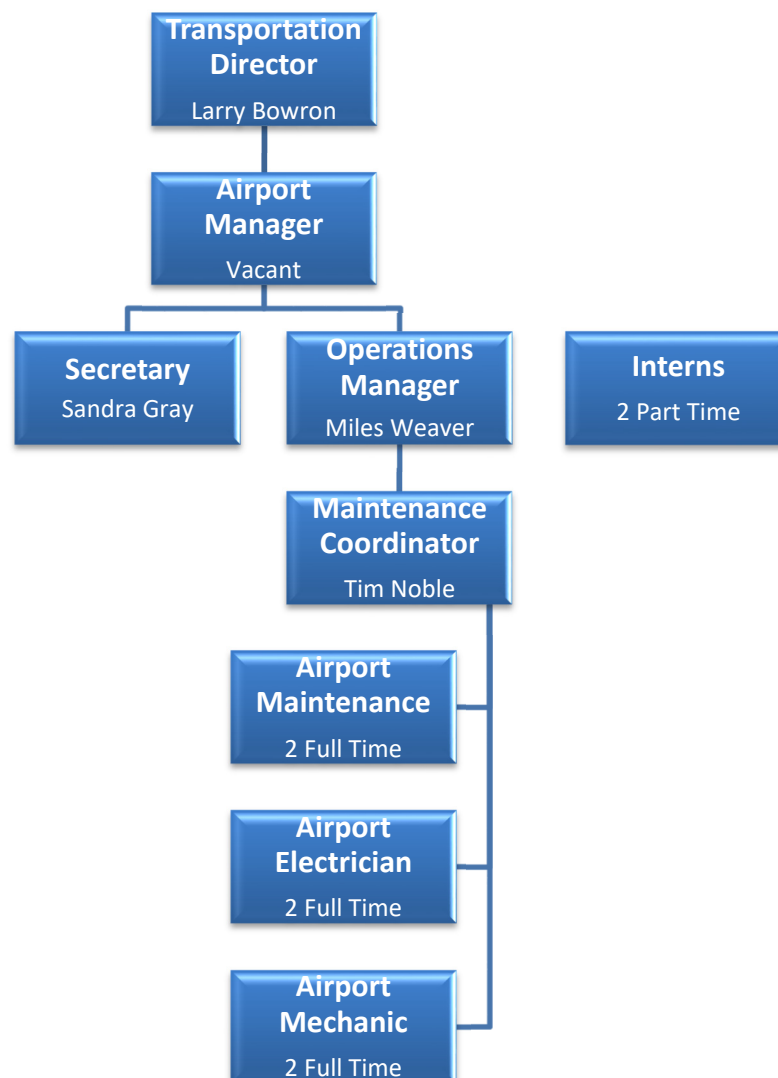 Transportation
Director
Larry Bowron
Airport
Manager
Vacant
Secretary
Sandra Gray
Operations
Manager
Miles Weaver
Interns
2 Part Time
Maintenance
Coordinator
Tim Noble
Airport
Maintenance
2 Full Time
Airport
Electrician
2 Full Time
Airport
Mechanic
2 Full Time